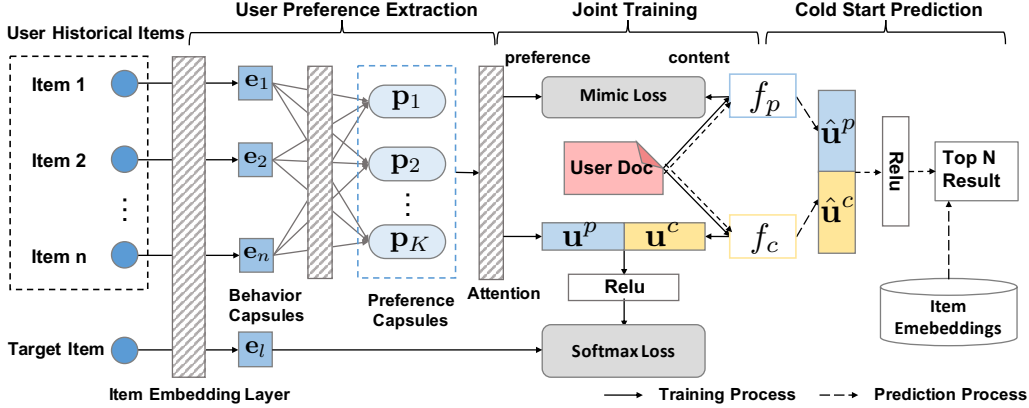 User Preference Extraction
Joint Training
Cold Start Prediction
User Historical Items
Item 1
Item 2
⋮
Item n
Target Item
e_1
e_2
⋮
e_n
e_l
Behavior
Capsules
p_1
p_2
⋮
p_K
Preference
Capsules
Attention
Item Embedding Layer
preference
content
Mimic Loss
User Doc
u^p
u^c
Relu
Softmax Loss
f_p
f_c
û^p
û^c
Relu
Top N
Result
Item
Emebeddings
Training Process
Prediction Process